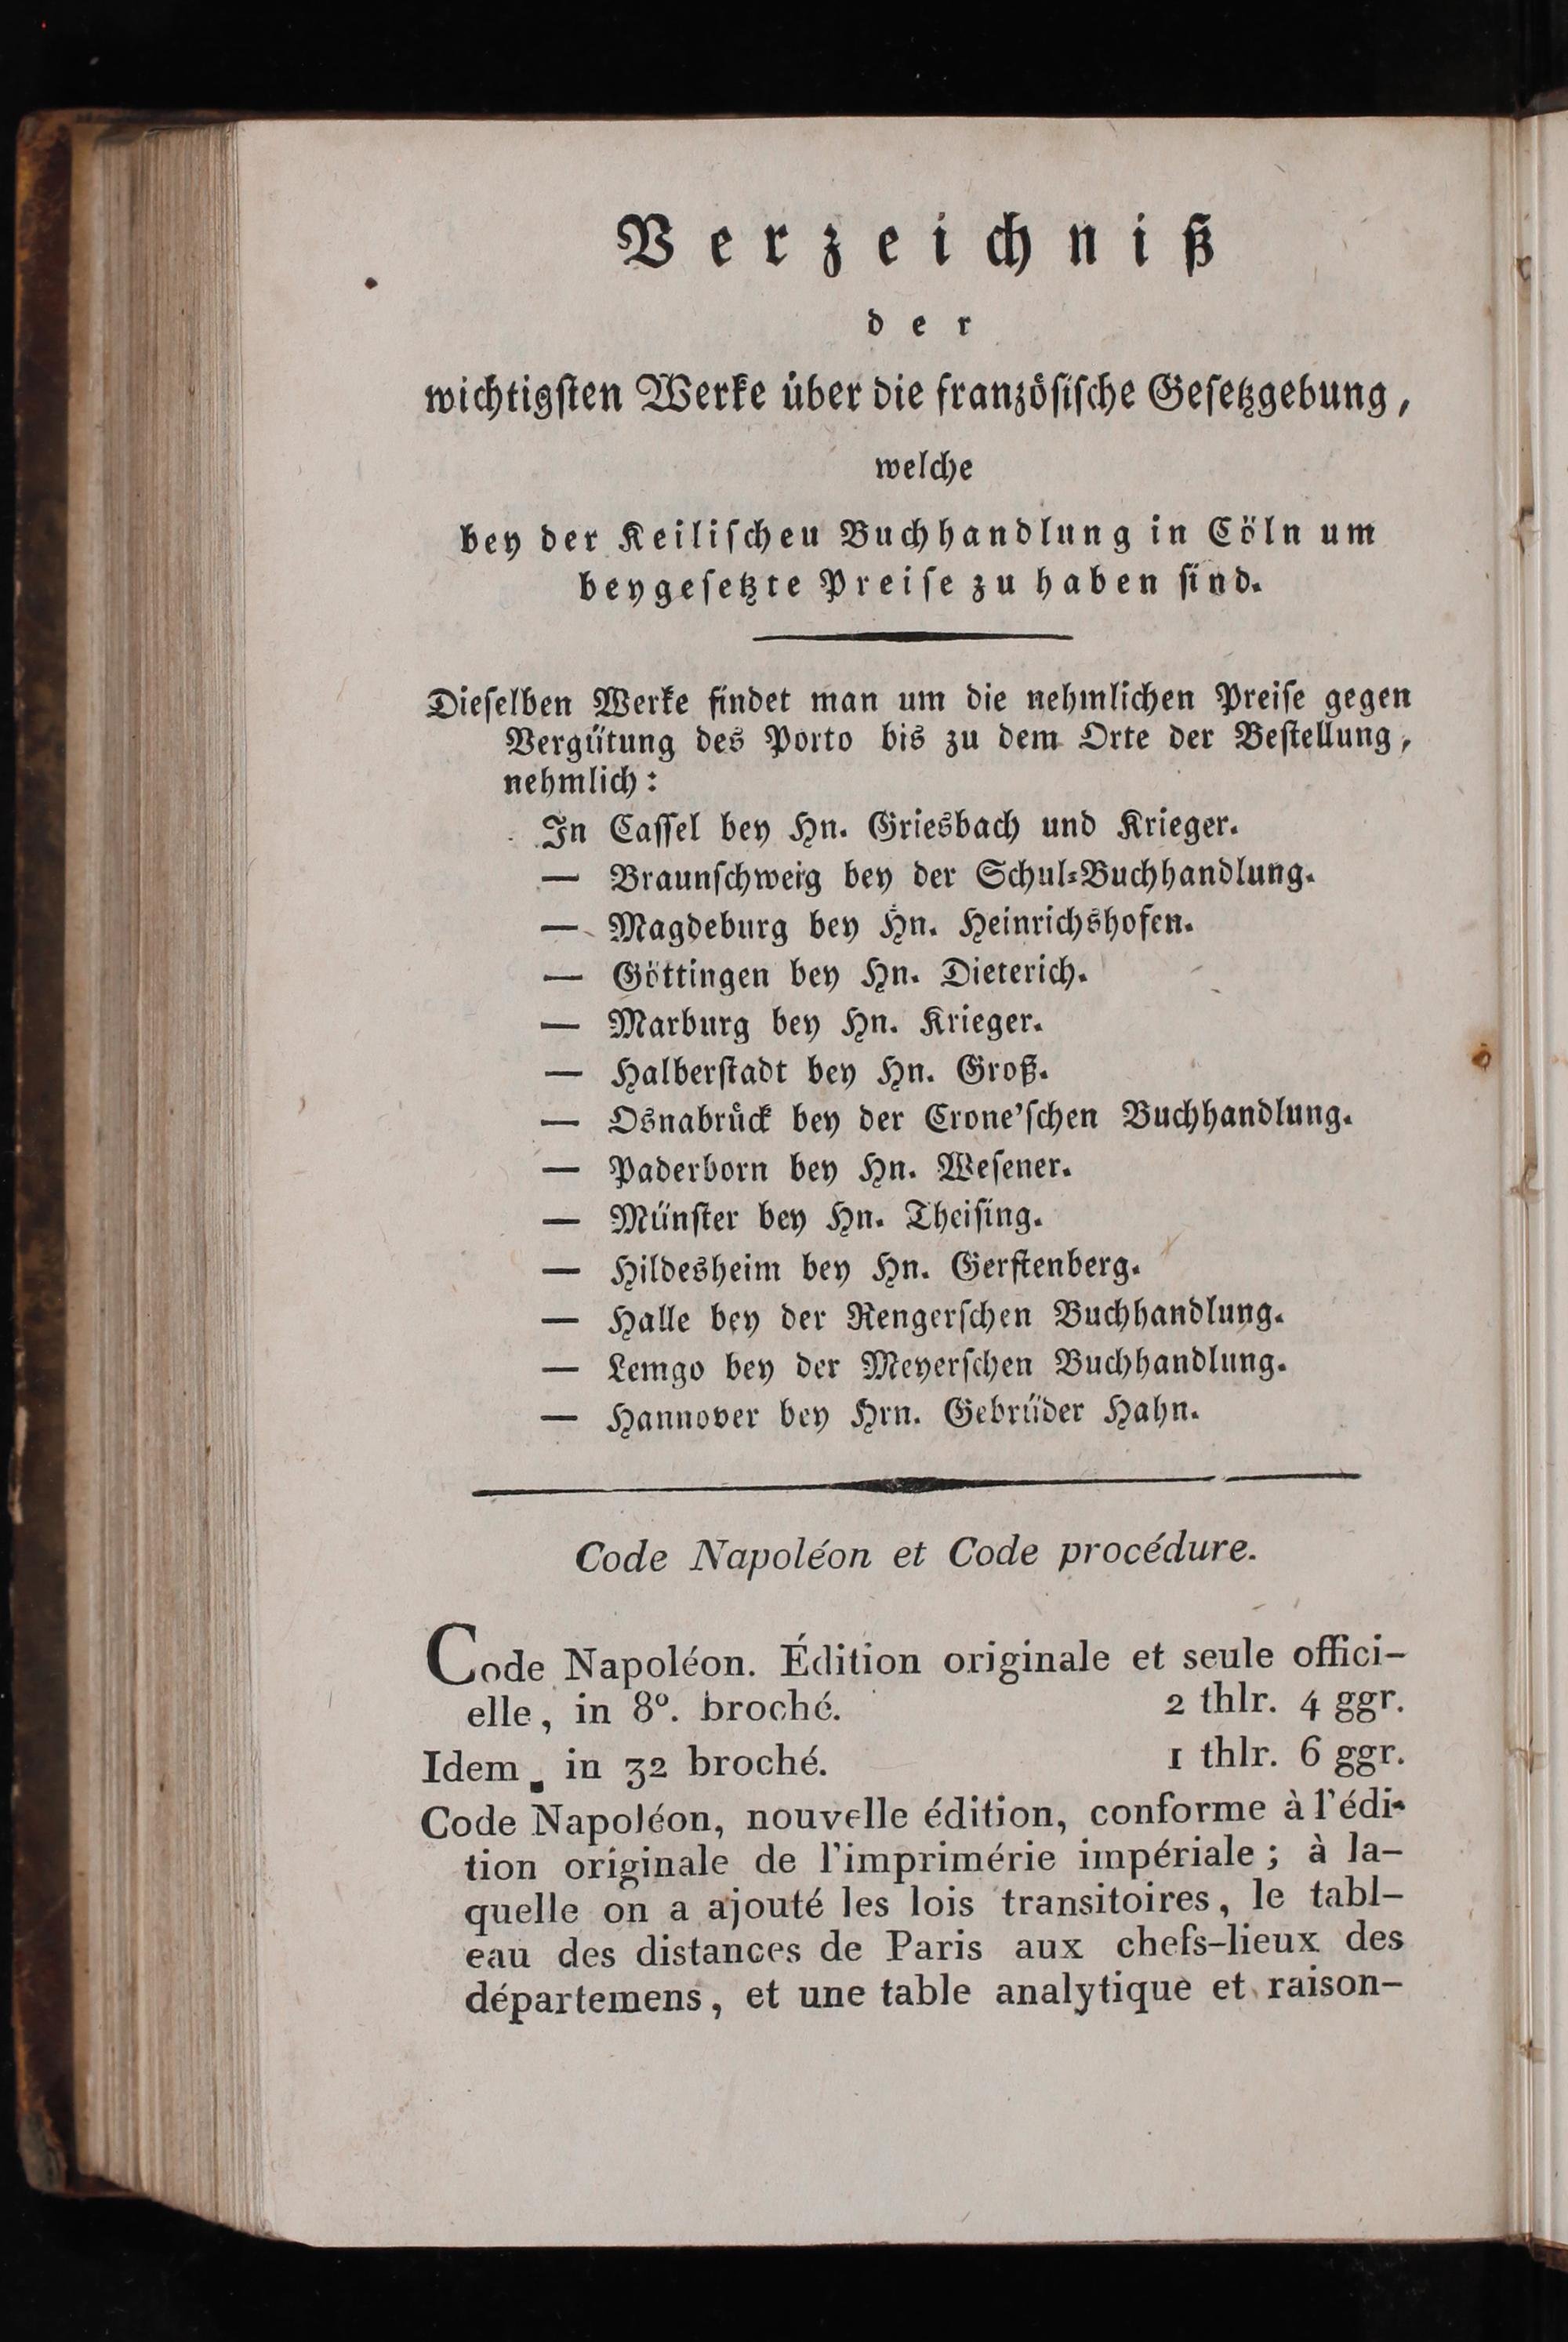 Verzeichniß
der
wichtigſten Werke über die französiſche Geſetzgebung,
welche
bey der Keiliſcheu Buchhandlung in Cöln um
beygeſetzte Preiſe zu haben ſind.
Dieſelben Werke findet man um die nehmlichen Preiſe gegen
Vergütung des Porto bis zu dem Orte der Beſtellung,
nehmlich:
In Caſſel bey Hn. Griesbach und Krieger.
— Braunſchweig bey der Schul-Buchhandlung.
— Magdeburg bey Hn. Heinrichshofen.
— Göttingen bey Hn. Dieterich.
— Marburg bey Hn. Krieger.
— Halberſtadt bey Hn. Groß.
— Osnabrück bey der Crone'ſchen Buchhandlung.
— Paderborn bey Hn. Weſener.
— Münſter bey Hn. Theiſing.
— Hildesheim bey Hn. Gerſtenberg.
— Halle bey der Rengerſchen Buchhandlung.
— Lemgo bey der Meyerſchen Buchhandlung.
— Hannover bey Hrn. Gebrüder Hahn.
Code Napoléon et Code procédure.
Code Napoléon. Édition originale et seule offici-
elle, in 8°. broché. 2 thlr. 4 ggr.
Idem, in 32 broché. 1 thlr. 6 ggr.
Code Napoléon, nouvelle édition, conforme à l'édi-
tion originale de l'imprimérie impériale; à la-
quelle on a ajouté les lois transitoires, le tabl-
eau des distances de Paris aux chefs-lieux des
départemens, et une table analytique et raison-